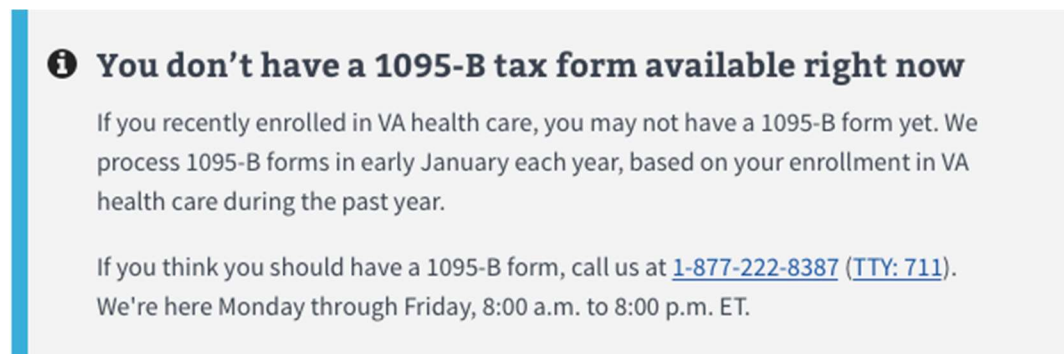 You don’t have a 1095-B tax form available right now
If you recently enrolled in VA health care, you may not have a 1095-B form yet. We
process 1095-B forms in early January each year, based on your enrollment in VA
health care during the past year.
If you think you should have a 1095-B form, call us at 1-877-222-8387 (TTY: 711).
We're here Monday through Friday, 8:00 a.m. to 8:00 p.m. ET.